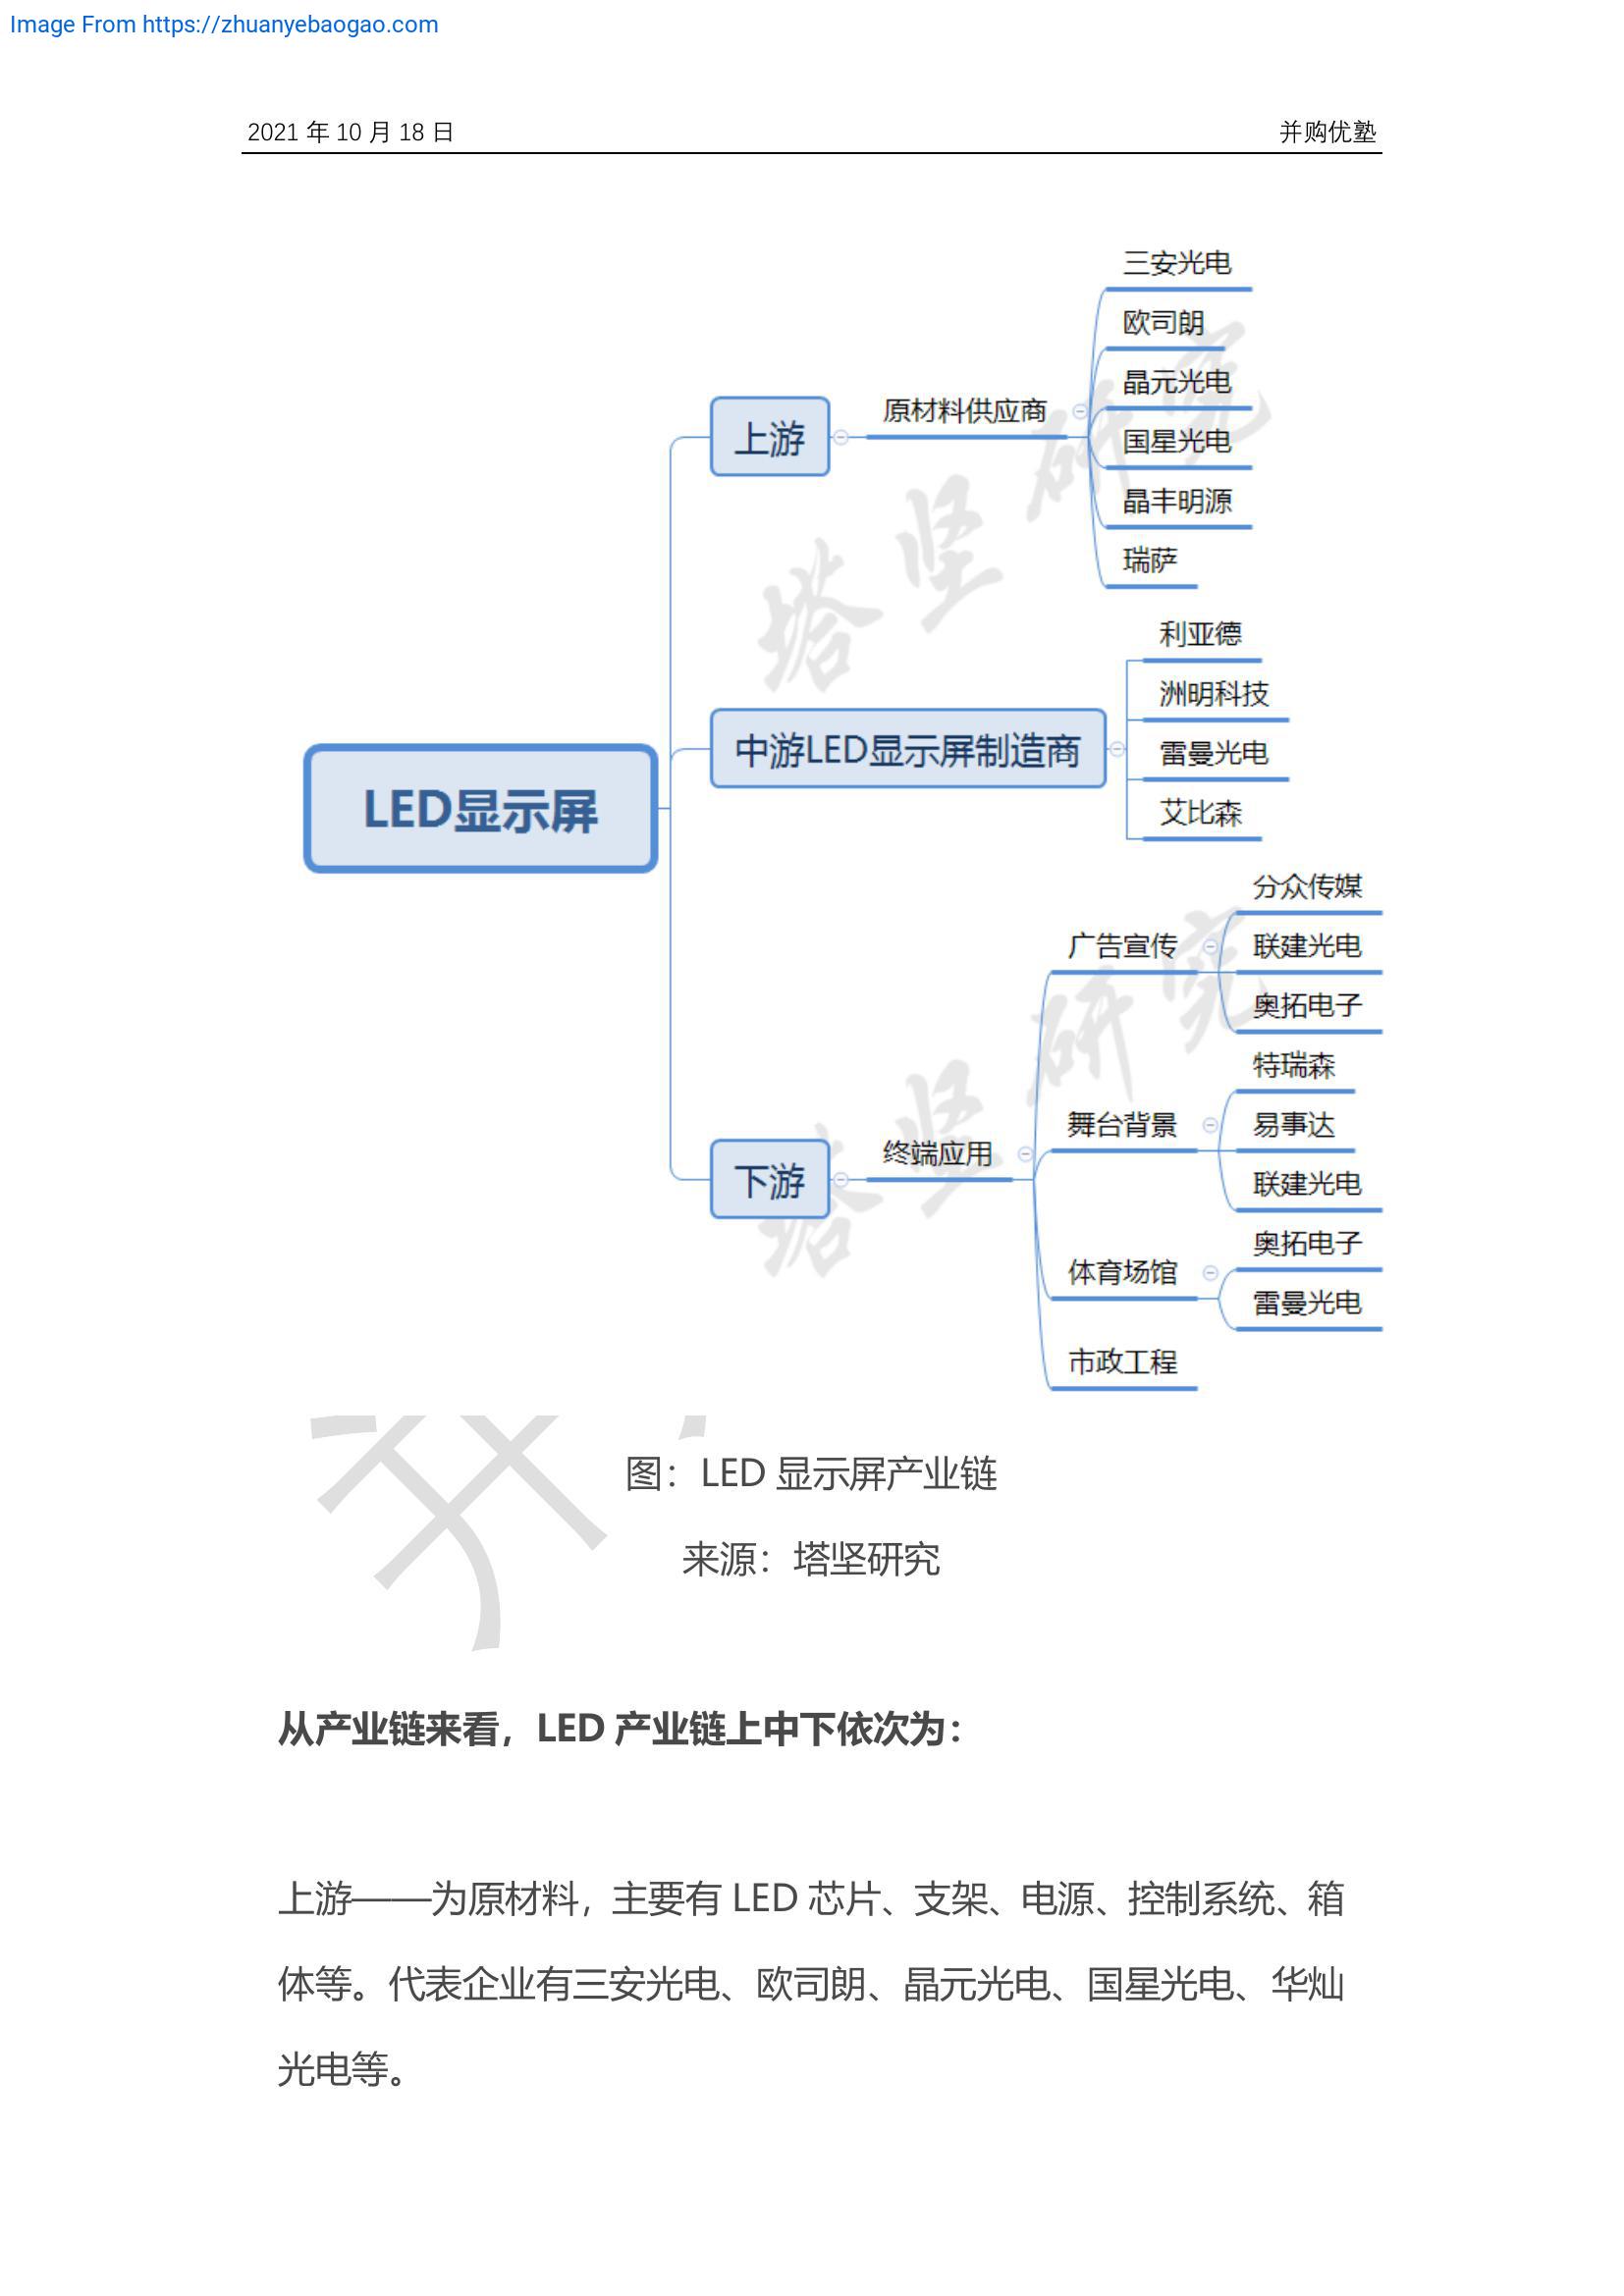 Image From https://zhuanyebaogao.com
2021 年 10 月 18 日
并购优塾
三安光电
欧司朗
晶元光电
原材料供应商
上游
国星光电
晶丰明源
瑞萨
利亚德
洲明科技
中游LED显示屏制造商
雷曼光电
艾比森
LED显示屏
分众传媒
广告宣传
联建光电
奥拓电子
特瑞森
舞台背景
易事达
终端应用
下游
联建光电
奥拓电子
体育场馆
雷曼光电
市政工程
塔坚研究
塔坚研究
图：LED 显示屏产业链
来源：塔坚研究
从产业链来看，LED 产业链上中下依次为：
上游——为原材料，主要有 LED 芯片、支架、电源、控制系统、箱
体等。代表企业有三安光电、欧司朗、晶元光电、国星光电、华灿
光电等。